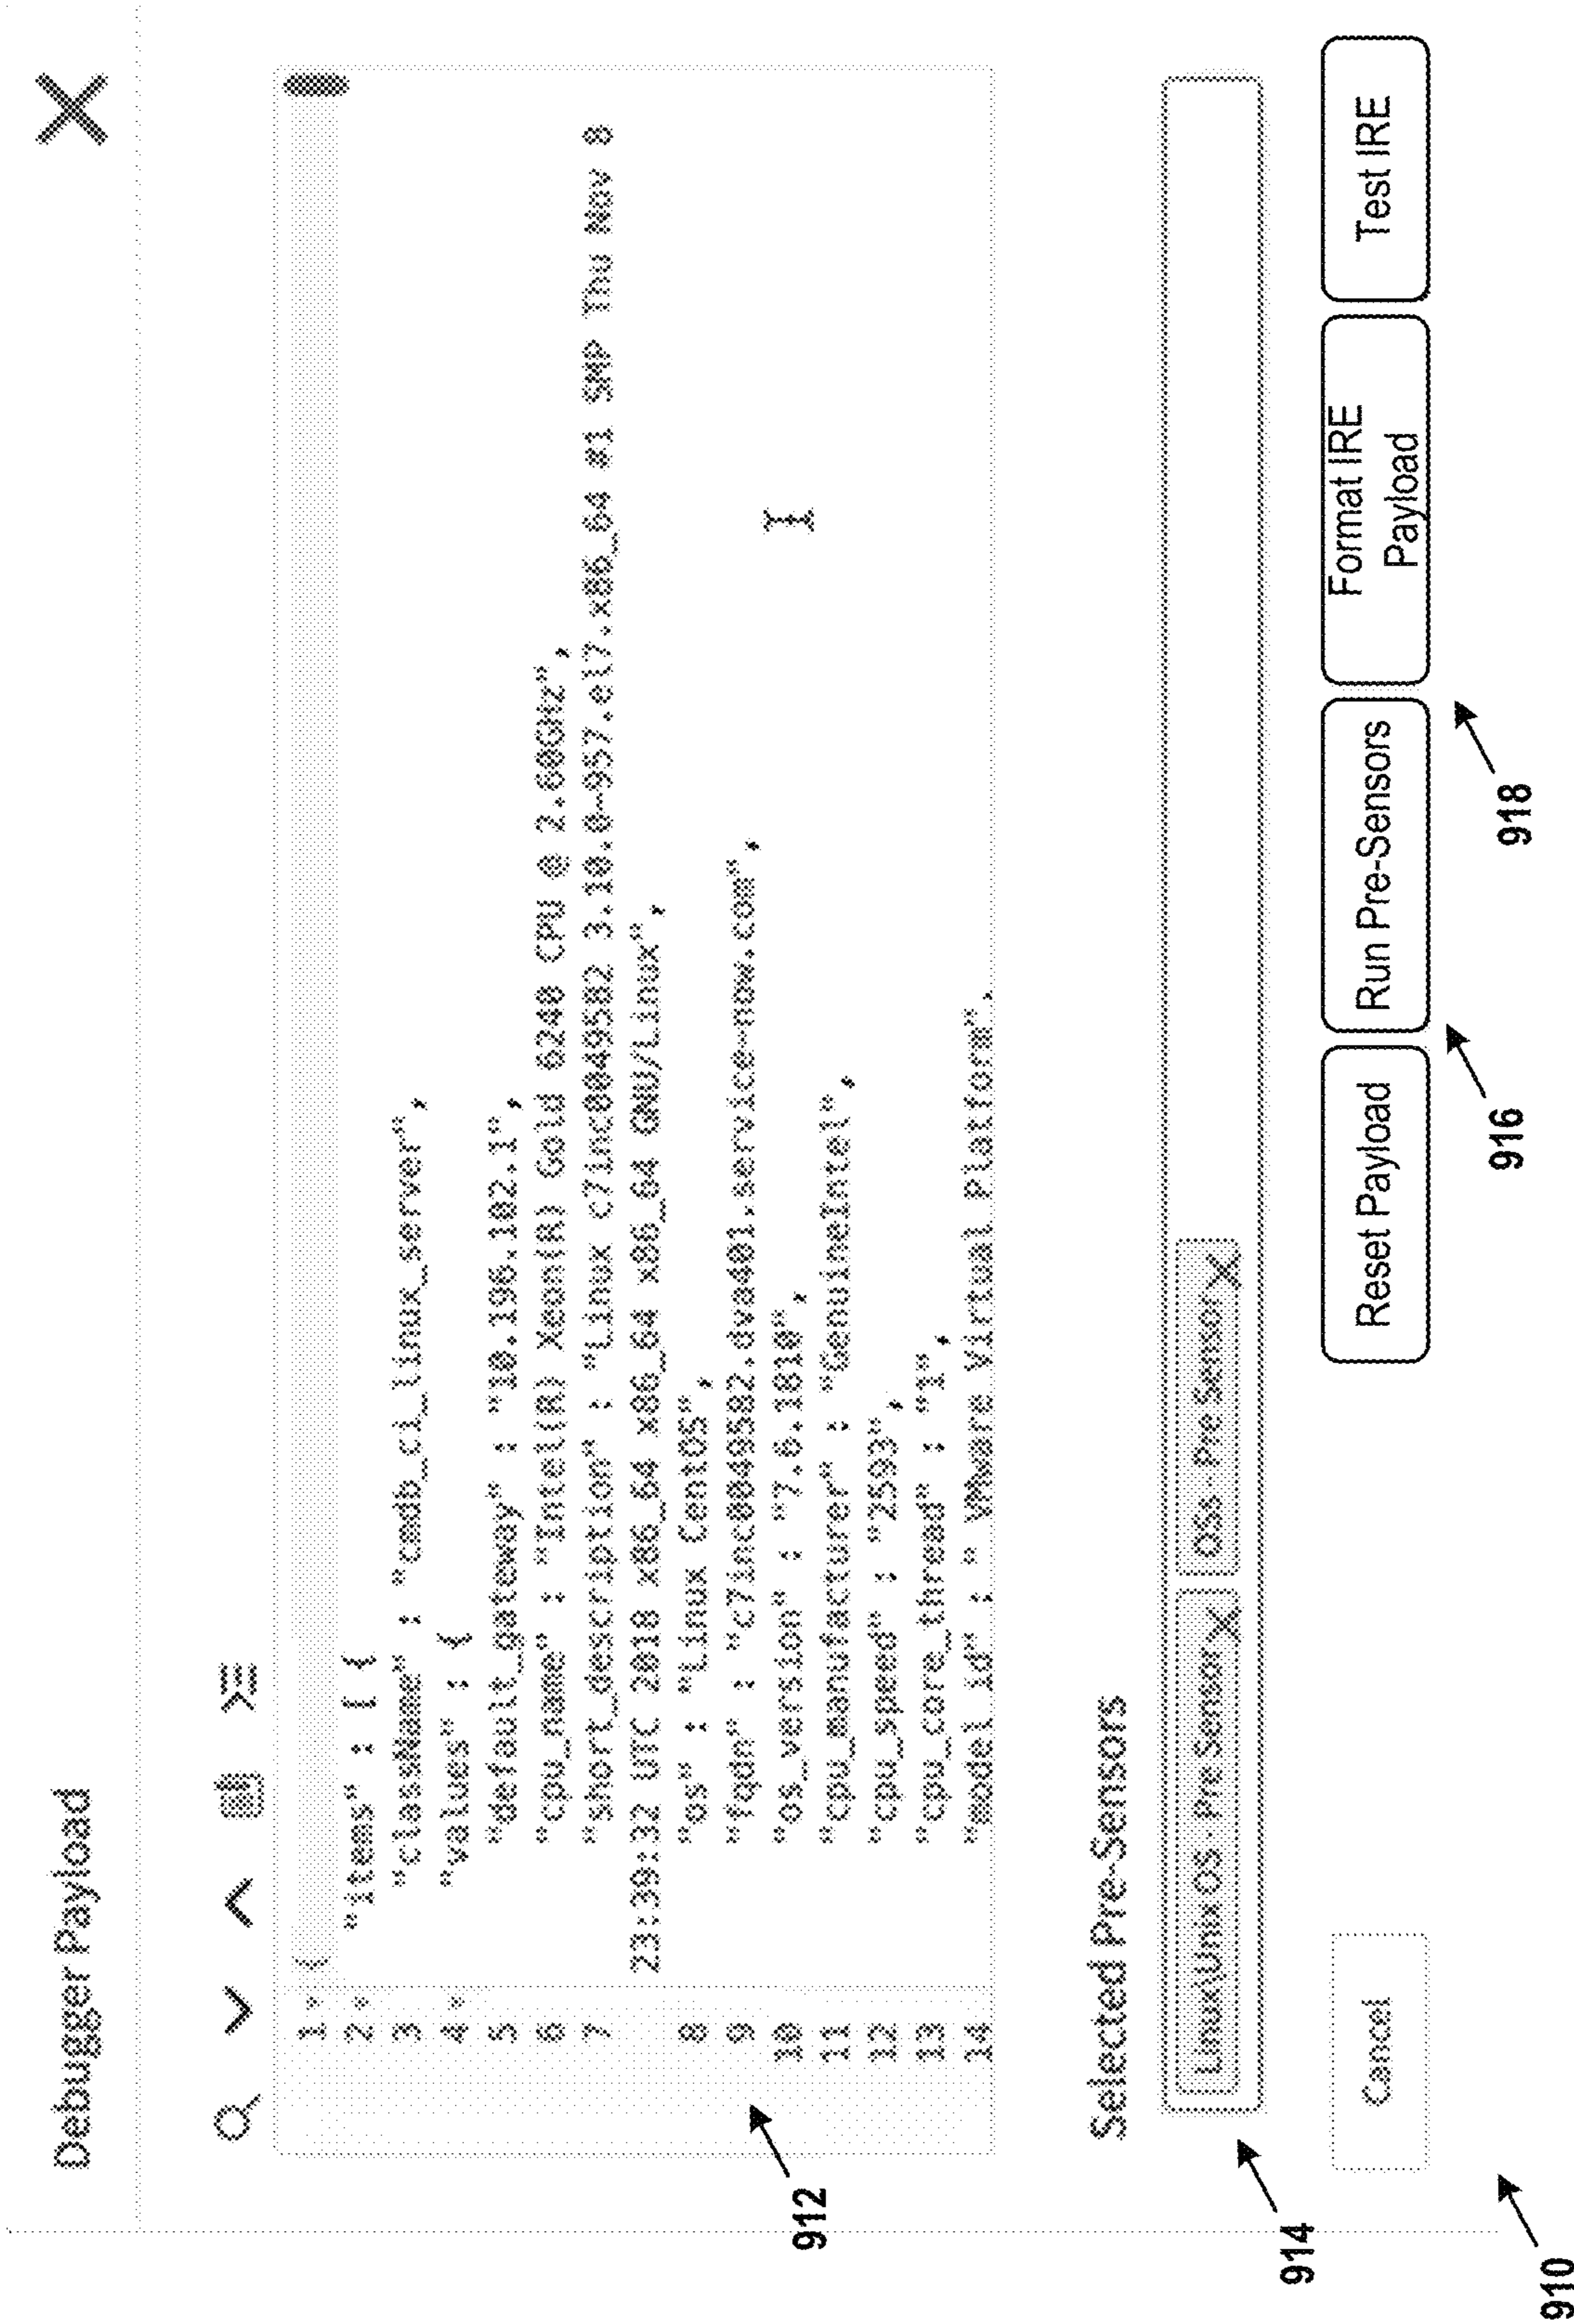 Debugger Payload
1 {
2 "items" : [ {
3 "className" : "cmdb_ci_linux_server",
4 "values" : {
5 "default_gateway" : "10.196.102.1",
6 "cpu_name" : "Intel(R) Xeon(R) Gold 6240 CPU @ 2.60GHz",
7 "short_description" : "Linux c7inc0049582 3.10.0-957.el7.x86_64 #1 SMP Thu Nov 8
23:39:32 UTC 2018 x86_64 x86_64 x86_64 GNU/Linux",
8 "os" : "Linux CentOS",
9 "fqdn" : "c7inc0049582.dva401.service-now.com",
10 "os_version" : "7.6.1810",
11 "cpu_manufacturer" : "GenuineIntel",
12 "cpu_speed" : "2593",
13 "cpu_core_thread" : "1",
14 "model_id" : " VMware Virtual Platform",
912
Selected Pre-Sensors
Linux\Unix OS - Pre Sensor X OSs - Pre Sensor X
914
Cancel Reset Payload Run Pre-Sensors Format IRE Payload Test IRE
910 916 918